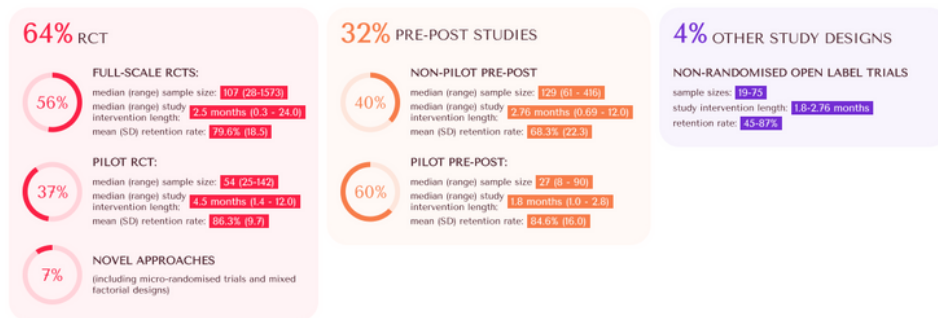 64% RCT
56%
FULL-SCALE RCTS:
median (range) sample size: 107 (28-1573)
median (range) study
intervention length: 2.5 months (0.3 - 24.0)
mean (SD) retention rate: 79.6% (18.5)
37%
PILOT RCT:
median (range) sample size: 54 (25-142)
median (range) study
intervention length: 4.5 months (1.4 - 12.0)
mean (SD) retention rate: 86.3% (9.7)
7%
NOVEL APPROACHES
(including micro-randomised trials and mixed
factorial designs)
32% PRE-POST STUDIES
40%
NON-PILOT PRE-POST
median (range) sample size: 129 (61 - 416)
median (range) study
intervention length: 2.76 months (0.69 - 12.0)
mean (SD) retention rate: 68.3% (22.3)
60%
PILOT PRE-POST:
median (range) sample size 27 (8 - 90)
median (range) study
intervention length: 1.8 months (1.0 - 2.8)
mean (SD) retention rate: 84.6% (16.0)
4% OTHER STUDY DESIGNS
NON-RANDOMISED OPEN LABEL TRIALS
sample sizes: 19-75
study intervention length: 1.8-2.76 months
retention rate: 45-87%